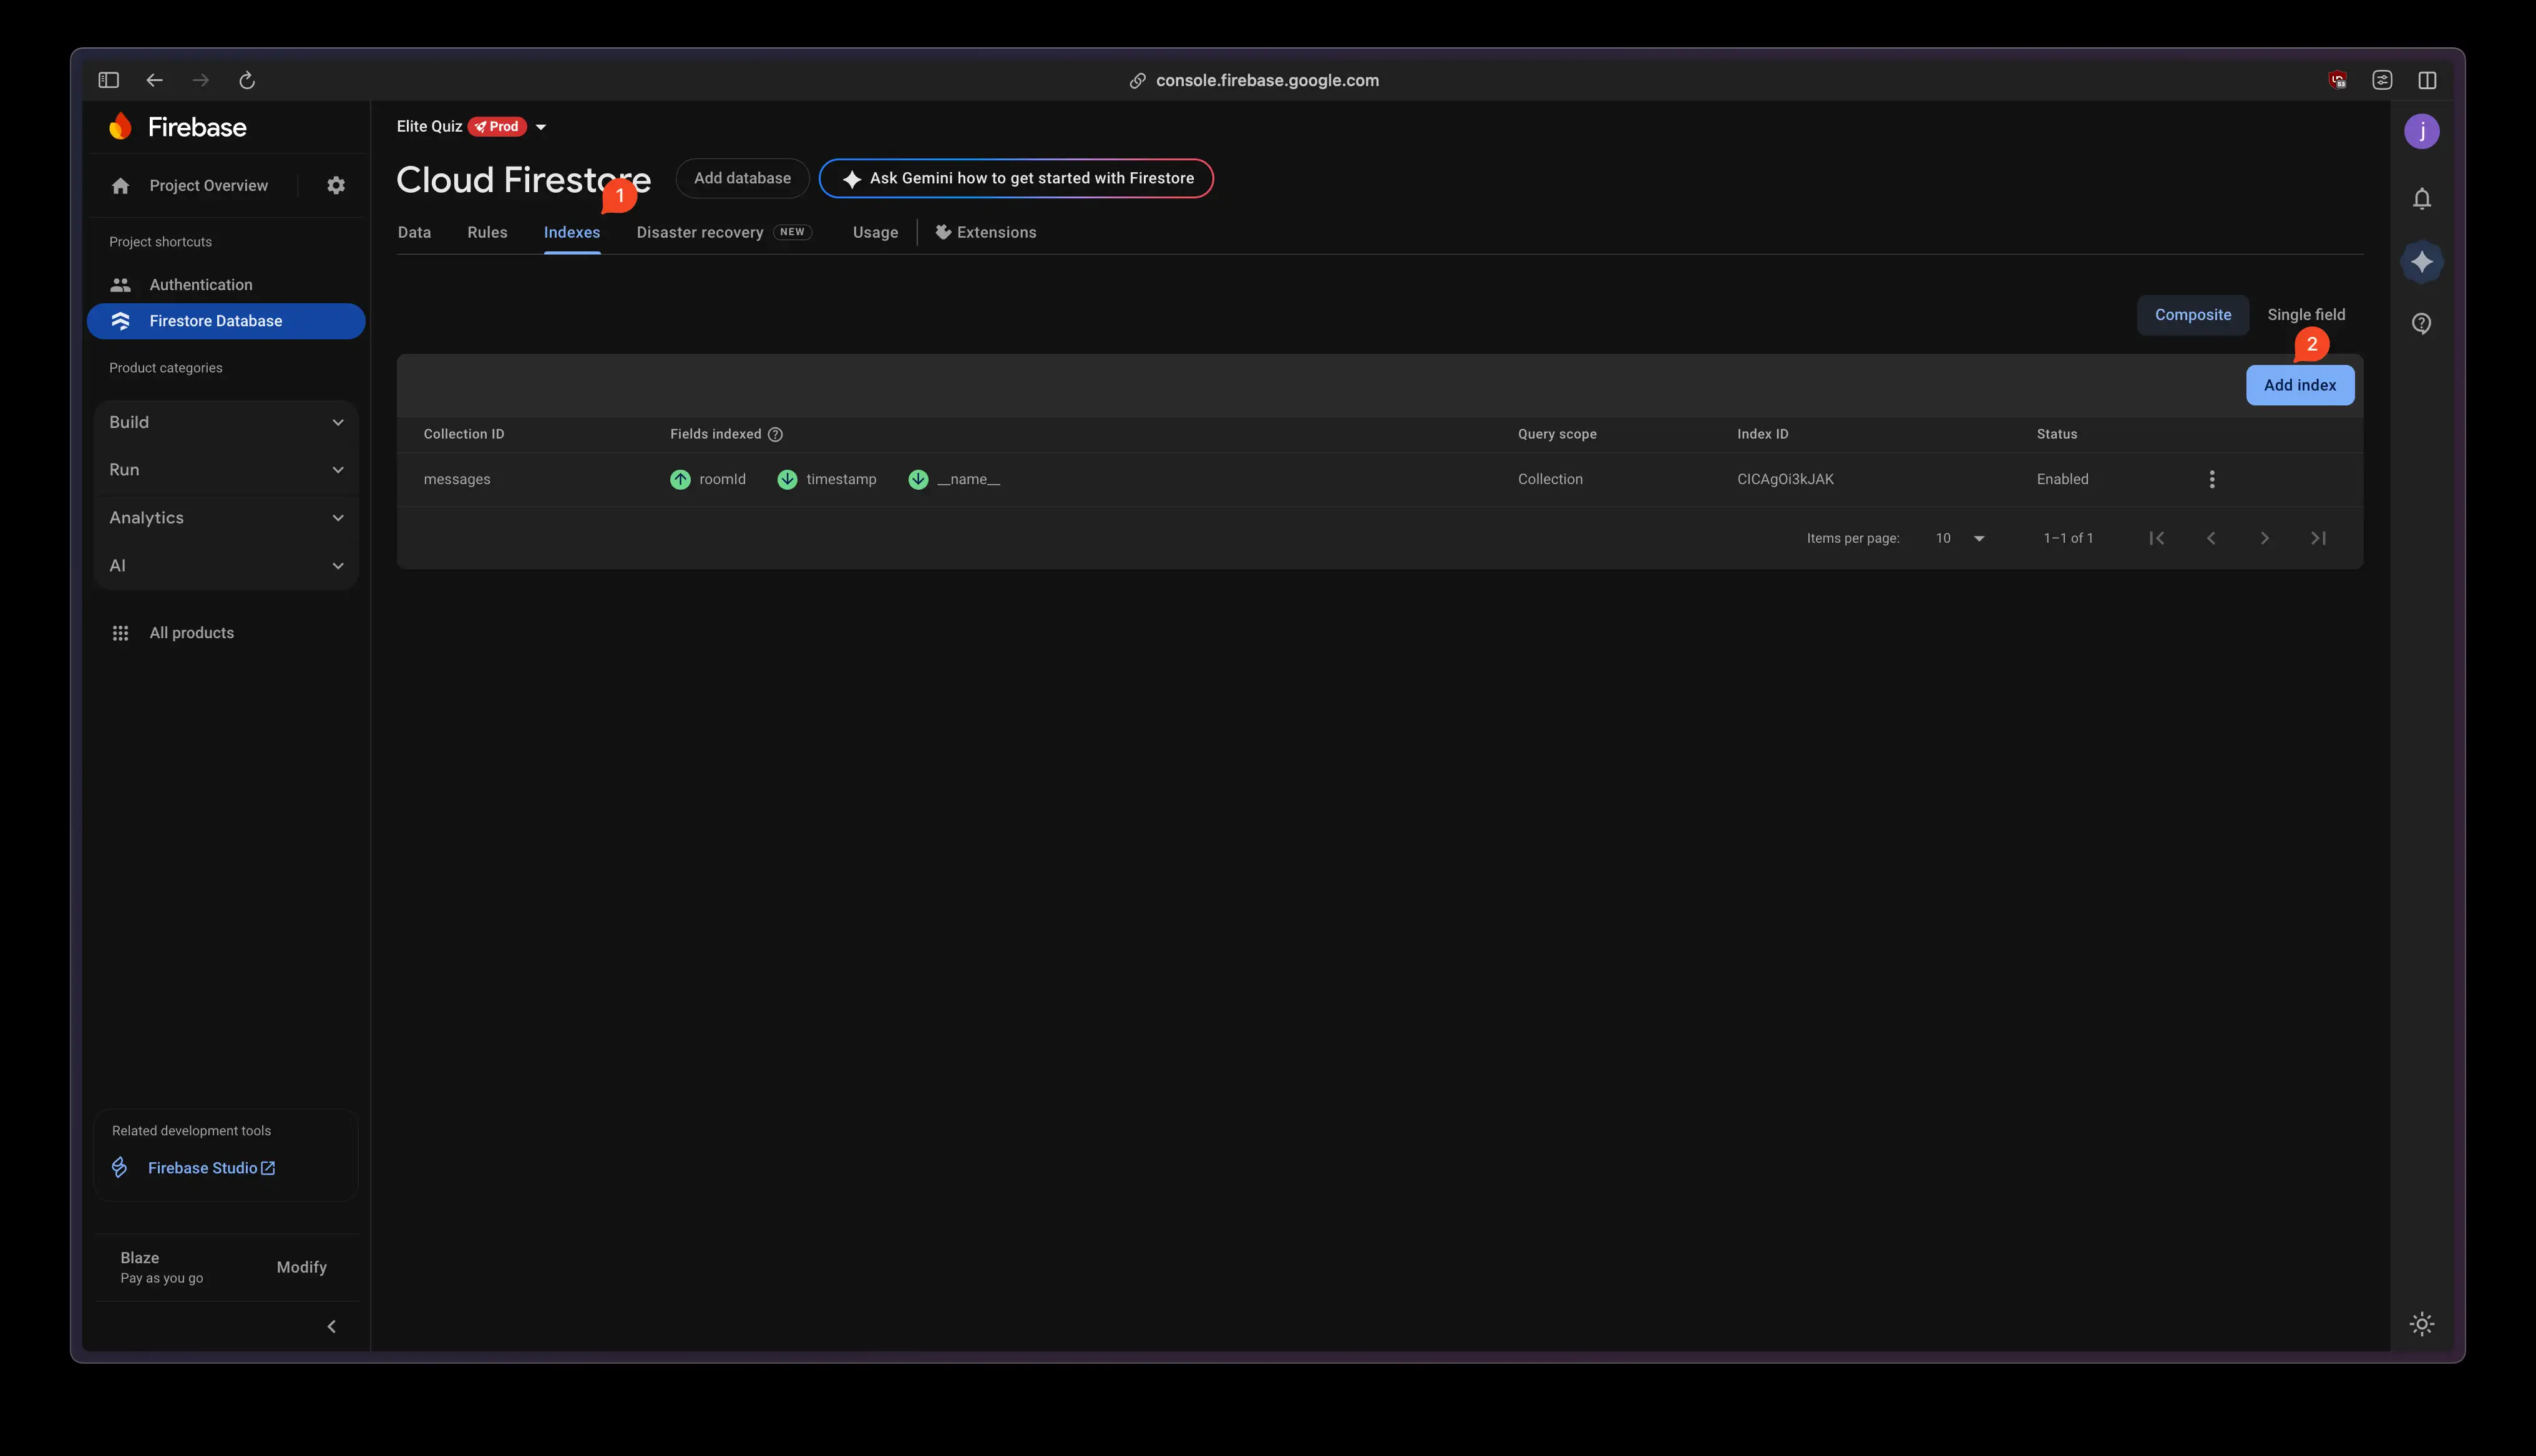 console.firebase.google.com
Firebase
Elite Quiz Prod
j
Project Overview
Cloud Firestore
Add database
Ask Gemini how to get started with Firestore
1
Data Rules Indexes Disaster recovery NEW Usage Extensions
Project shortcuts
Authentication
Firestore Database
Product categories
Build
Run
Analytics
AI
All products
Composite Single field
2
Add index
Collection ID Fields indexed Query scope Index ID Status
messages roomId timestamp __name__ Collection CICAgOi3kJAK Enabled
Items per page: 10 1–1 of 1
Related development tools
Firebase Studio
Blaze
Pay as you go
Modify